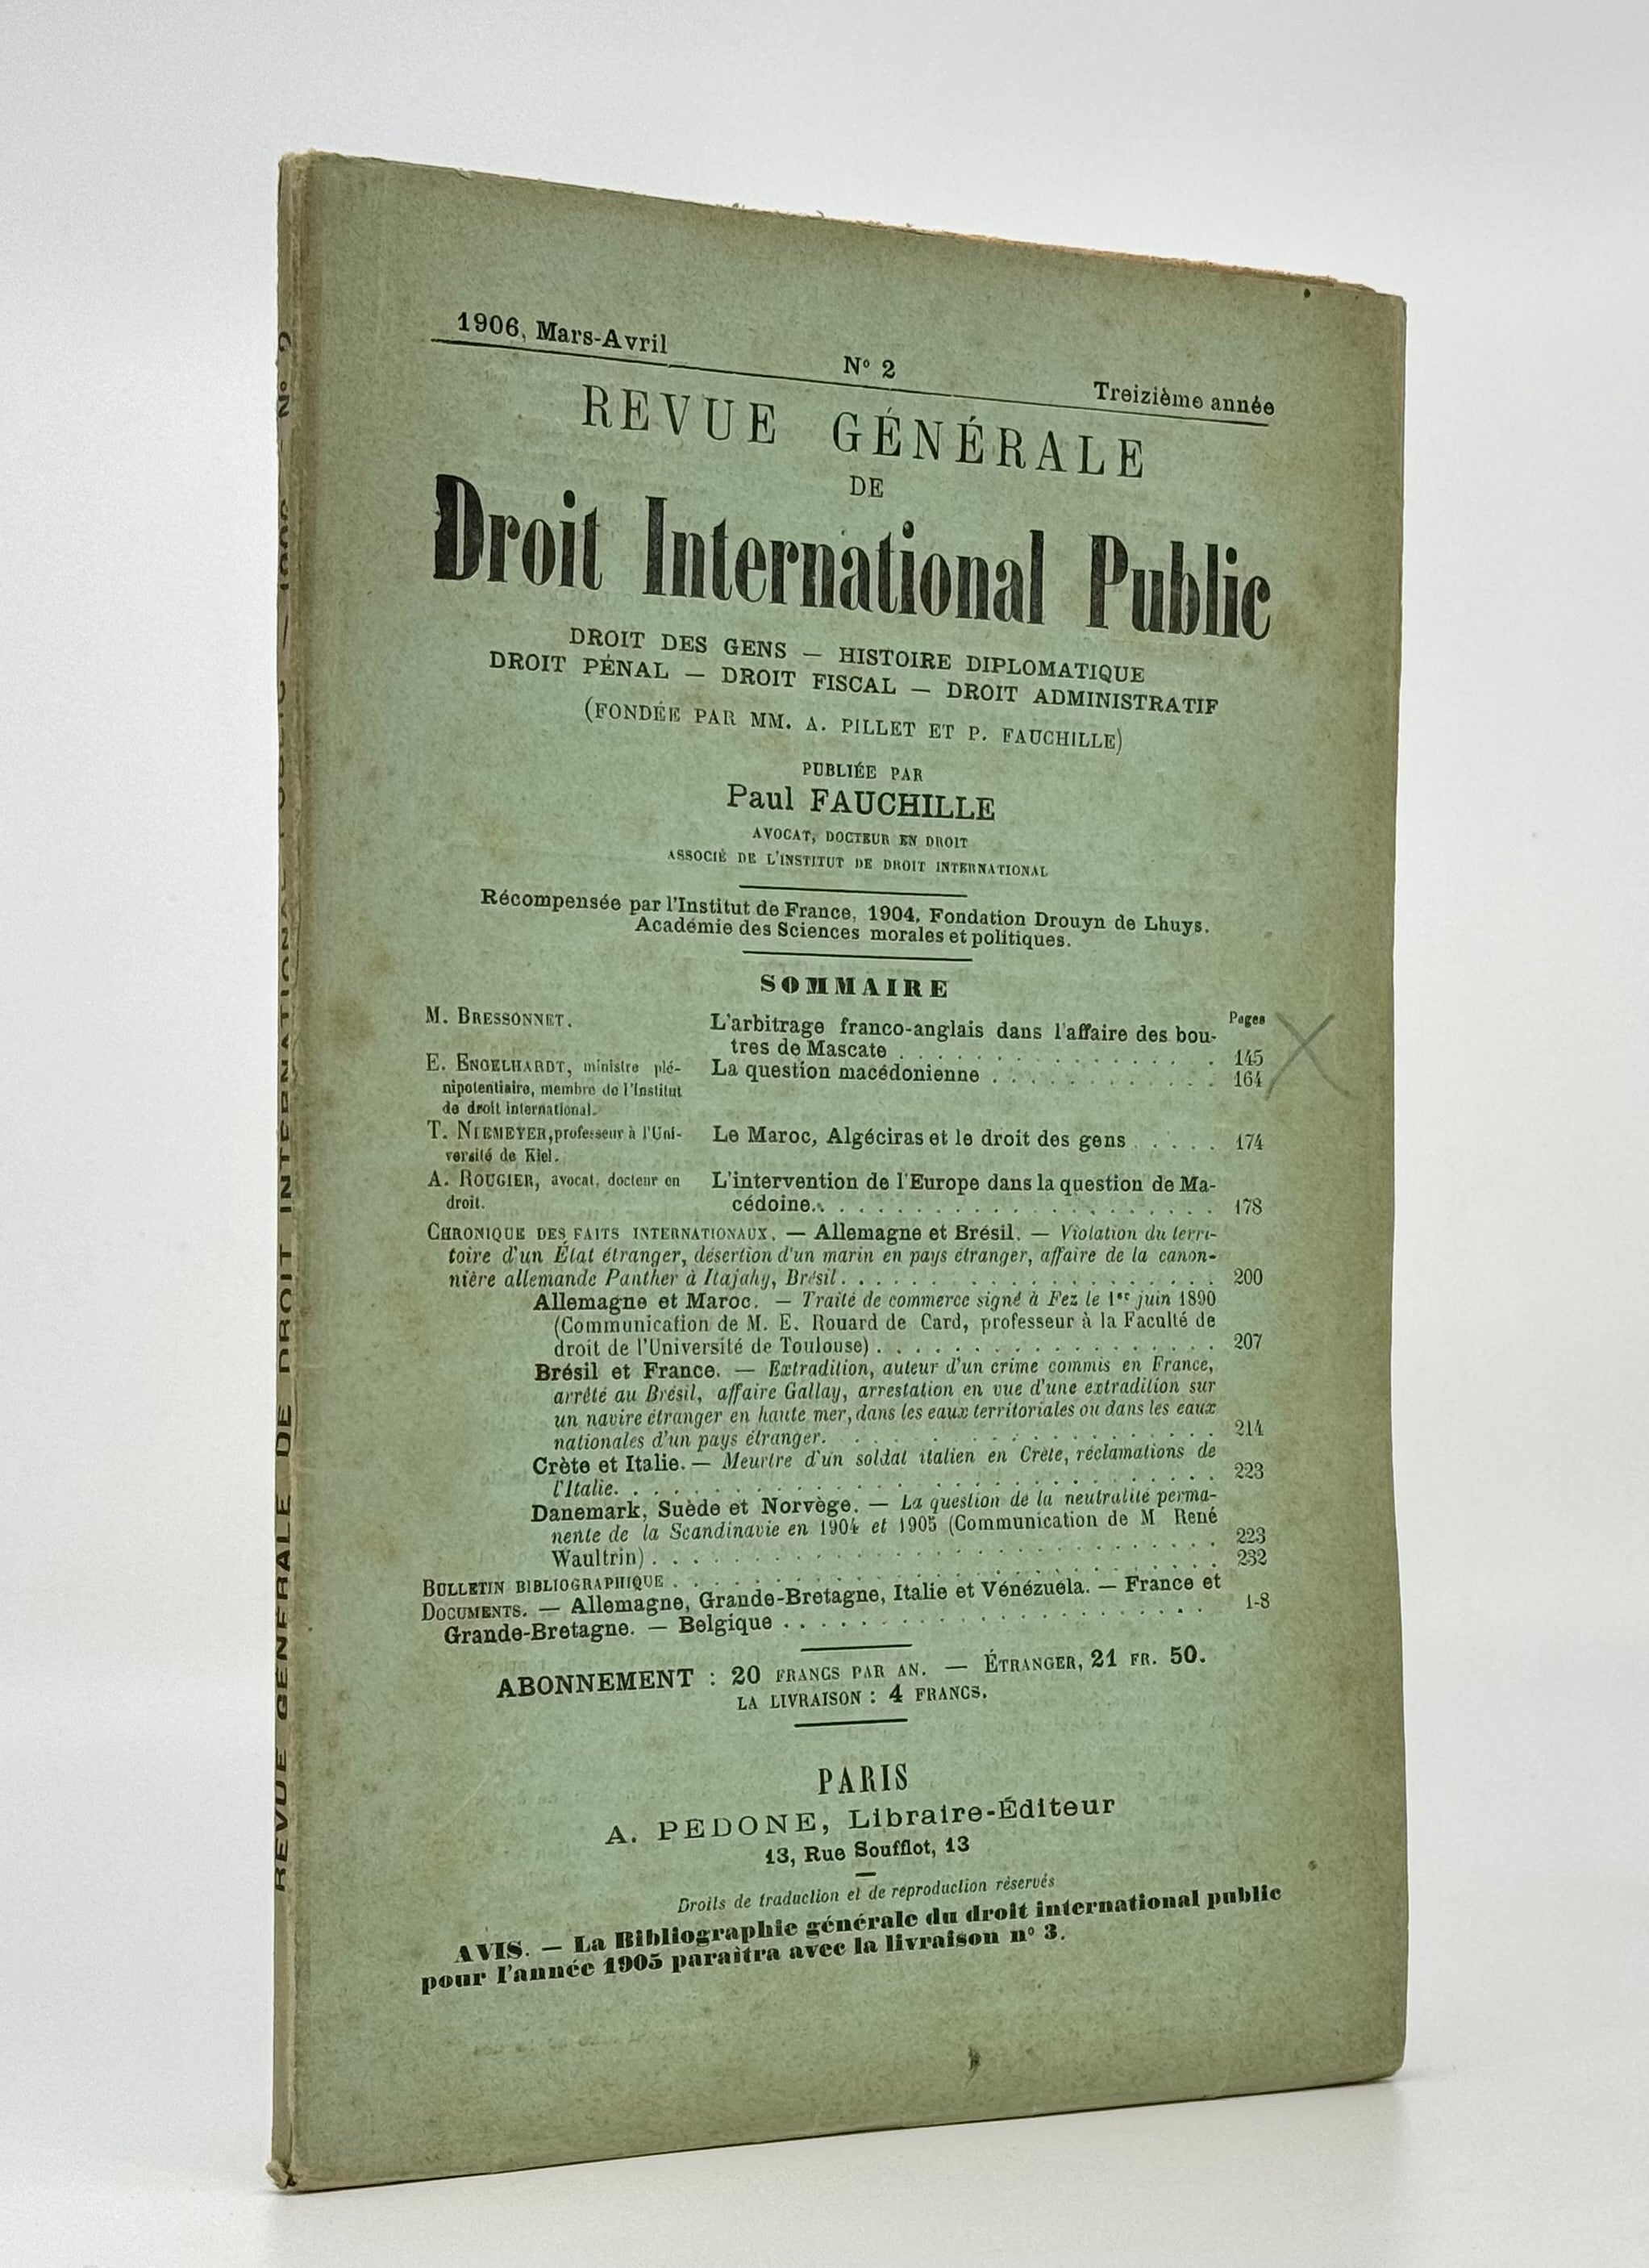 1906, Mars-Avril
N° 2
Treizième année
REVUE GÉNÉRALE
DE
Droit International Public
DROIT DES GENS — HISTOIRE DIPLOMATIQUE
DROIT PÉNAL — DROIT FISCAL — DROIT ADMINISTRATIF
(FONDÉE PAR MM. A. PILLET ET P. FAUCHILLE)
PUBLIÉE PAR
Paul FAUCHILLE
AVOCAT, DOCTEUR EN DROIT
ASSOCIÉ DE L'INSTITUT DE DROIT INTERNATIONAL
Récompensée par l'Institut de France, 1904, Fondation Drouyn de Lhuys.
Académie des Sciences morales et politiques.
SOMMAIRE
Pages
M. BRESSONNET. L'arbitrage franco-anglais dans l'affaire des bou-
tres de Mascate . . . . . . . . . . . . . . . . 145
E. ENGELHARDT, ministre plé- La question macédonienne . . . . . . . . . . . . 164
nipotentiaire, membre de l'Institut
de droit international.
T. NIEMEYER, professeur à l'Uni- Le Maroc, Algéciras et le droit des gens . . . . . 174
versité de Kiel.
A. ROUGIER, avocat, docteur en L'intervention de l'Europe dans la question de Ma-
droit. cédoine. . . . . . . . . . . . . . . . . . . . 178
CHRONIQUE DES FAITS INTERNATIONAUX. — Allemagne et Brésil. — Violation du terri-
toire d'un État étranger, désertion d'un marin en pays étranger, affaire de la canon-
nière allemande Panther à Itajahy, Brésil . . . . . . . . . . . . . . . . . . 200
Allemagne et Maroc. — Traité de commerce signé à Fez le 1er juin 1890
(Communication de M. E. Rouard de Card, professeur à la Faculté de
droit de l'Université de Toulouse) . . . . . . . . . . . . . . . . . 207
Brésil et France. — Extradition, auteur d'un crime commis en France,
arrêté au Brésil, affaire Gallay, arrestation en vue d'une extradition sur
un navire étranger en haute mer, dans les eaux territoriales ou dans les eaux
nationales d'un pays étranger. . . . . . . . . . . . . . . . . . . 214
Crète et Italie. — Meurtre d'un soldat italien en Crète, réclamations de
l'Italie. . . . . . . . . . . . . . . . . . . . . . . . . . . . 223
Danemark, Suède et Norvège. — La question de la neutralité perma-
nente de la Scandinavie en 1904 et 1905 (Communication de M. René
Waultrin) . . . . . . . . . . . . . . . . . . . . . . . . . . 223
BULLETIN BIBLIOGRAPHIQUE . . . . . . . . . . . . . . . . . . . . . . . 232
DOCUMENTS. — Allemagne, Grande-Bretagne, Italie et Vénézuéla. — France et
Grande-Bretagne. — Belgique . . . . . . . . . . . . . . . . . . . . 1-8
ABONNEMENT : 20 FRANCS PAR AN. — ÉTRANGER, 21 FR. 50.
LA LIVRAISON : 4 FRANCS.
PARIS
A. PEDONE, Libraire-Éditeur
13, Rue Soufflot, 13
Droits de traduction et de reproduction réservés
AVIS. — La Bibliographie générale du droit international public
pour l'année 1905 paraîtra avec la livraison n° 3.
REVUE GÉNÉRALE DE DROIT INTERNATIONAL PUBLIC — 1906 — N° 2